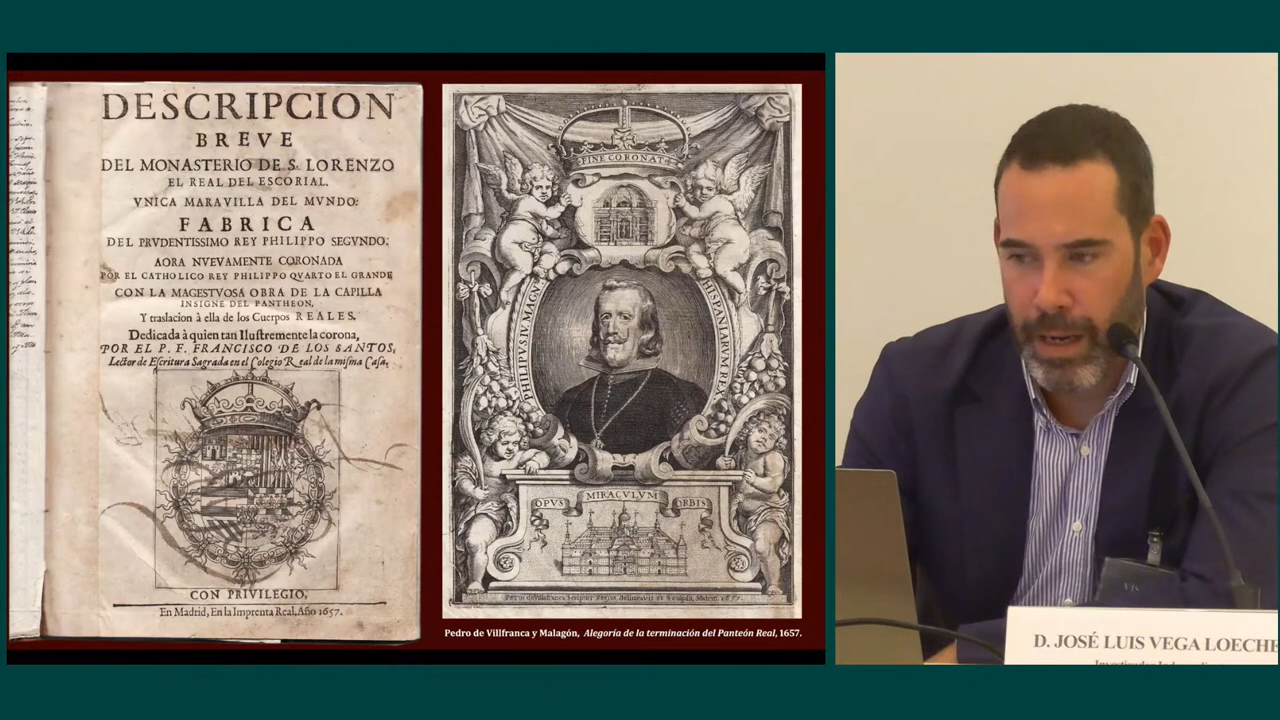 DESCRIPCION
BREVE
DEL MONASTERIO DE S. LORENZO
EL REAL DEL ESCORIAL.
VNICA MARAVILLA DEL MVNDO:
FABRICA
DEL PRVDENTISSIMO REY PHILIPPO SEGVNDO.
AORA NVEVAMENTE CORONADA
POR EL CATHOLICO REY PHILIPPO QVARTO EL GRANDE
CON LA MAGESTVOSA OBRA DE LA CAPILLA
INSIGNE DEL PANTHEON,
Y traslacion à ella de los Cuerpos REALES.
Dedicada à quien tan Ilustremente la corona,
POR EL P. F. FRANCISCO DE LOS SANTOS,
Lector de Escritura Sagrada en el Colegio Real de la misma Casa.
CON PRIVILEGIO,
En Madrid, En la Imprenta Real, Año 1657.
FINE CORONAT
PHILIPPUS IV. MAGN
HISPANIARUM REX
OPVS MIRACVLVM ORBIS
Pedro de Villfranca y Malagón, Alegoría de la terminación del Panteón Real, 1657.
D. JOSÉ LUIS VEGA LOECHE